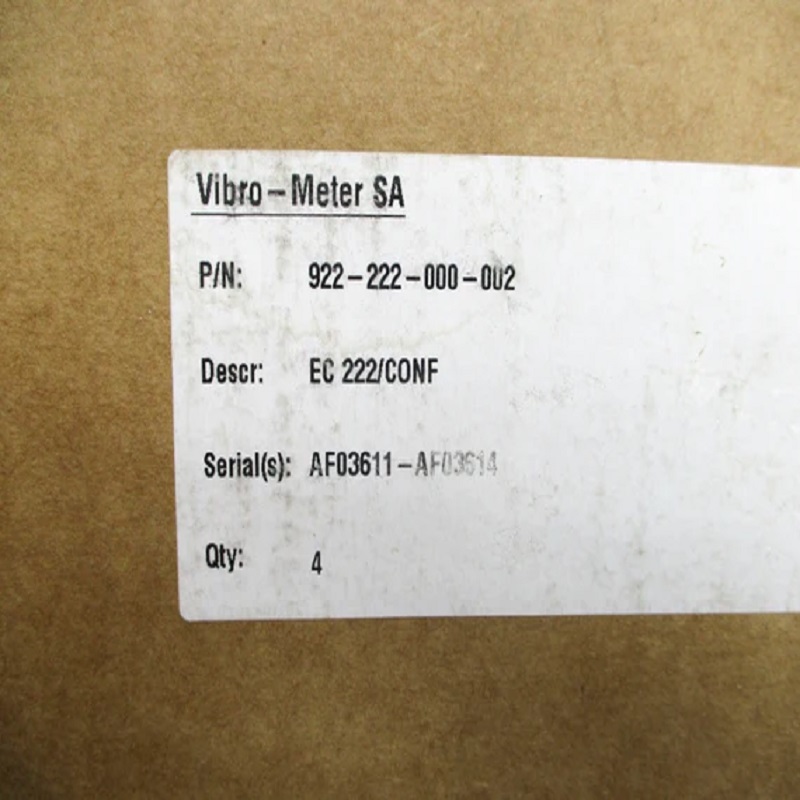 Vibro-Meter SA
P/N: 922-222-000-002
Descr: EC 222/CONF
Serial(s): AF03611-AF03614
Qty: 4